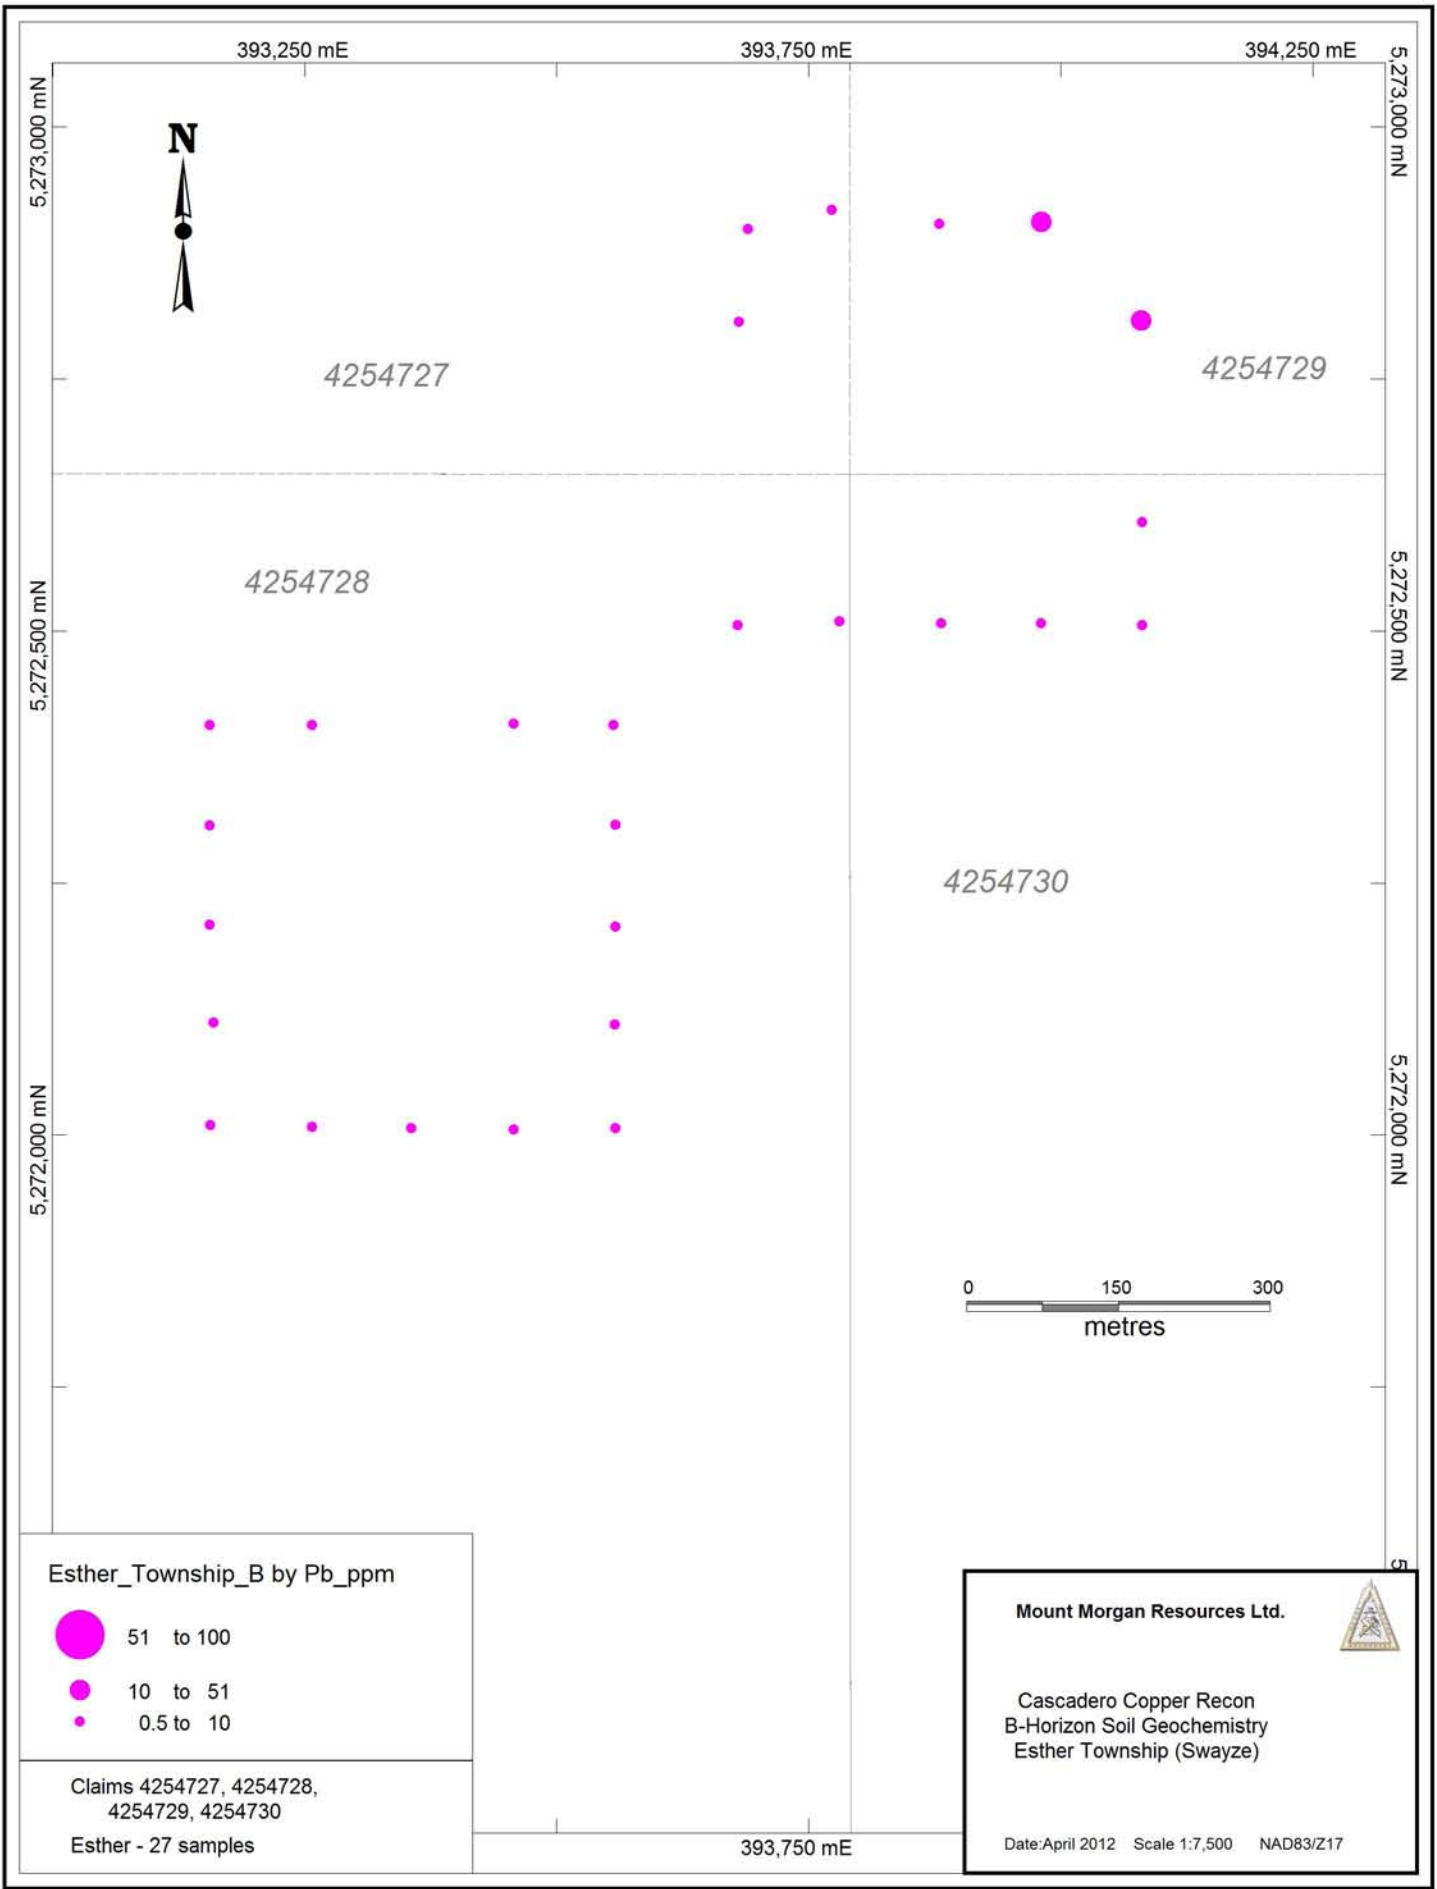 393,250 mE 393,750 mE 394,250 mE
5,273,000 mN
5,273,000 mN
N
4254727
4254729
4254728
5,272,500 mN
5,272,500 mN
4254730
5,272,000 mN
5,272,000 mN
0 150 300
metres
Esther_Township_B by Pb_ppm
51 to 100
10 to 51
0.5 to 10
Claims 4254727, 4254728,
4254729, 4254730
Esther - 27 samples
393,750 mE
5
Mount Morgan Resources Ltd.
Cascadero Copper Recon
B-Horizon Soil Geochemistry
Esther Township (Swayze)
Date:April 2012 Scale 1:7,500 NAD83/Z17